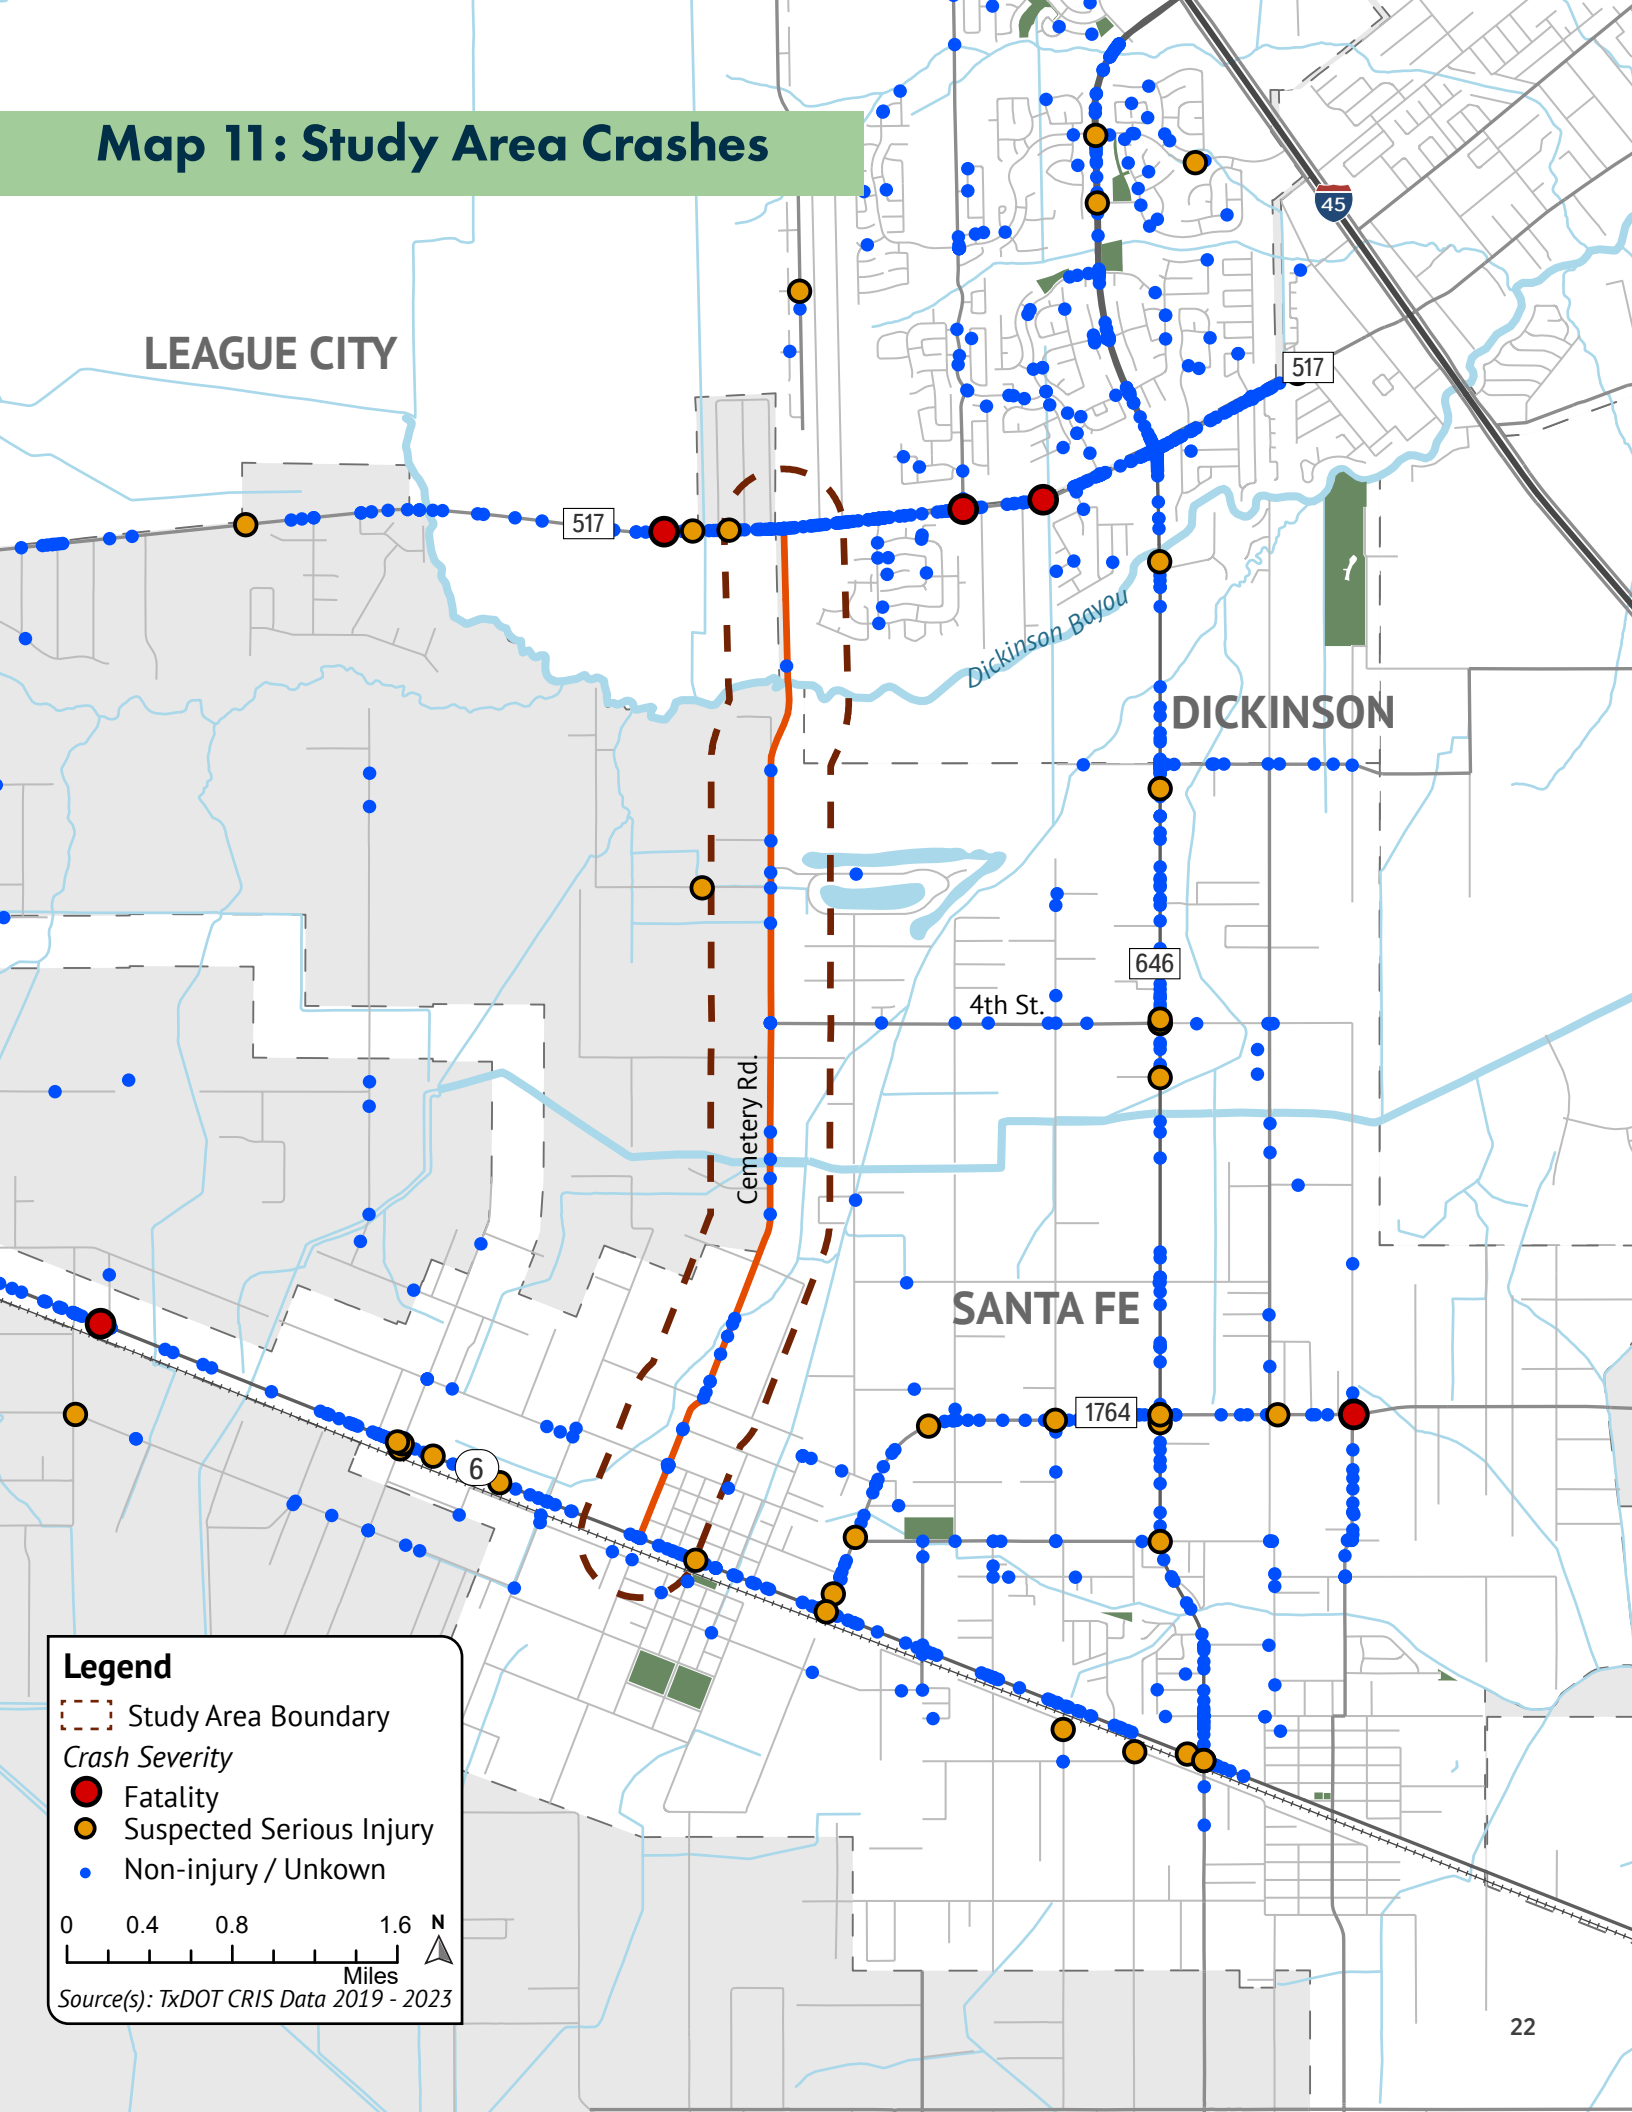 Map 11: Study Area Crashes
45
LEAGUE CITY
517
517
Dickinson Bayou
DICKINSON
646
4th St.
Cemetery Rd.
SANTA FE
1764
6
Legend
Study Area Boundary
Crash Severity
Fatality
Suspected Serious Injury
Non-injury / Unkown
0 0.4 0.8 1.6 N
Miles
Source(s): TxDOT CRIS Data 2019 - 2023
22